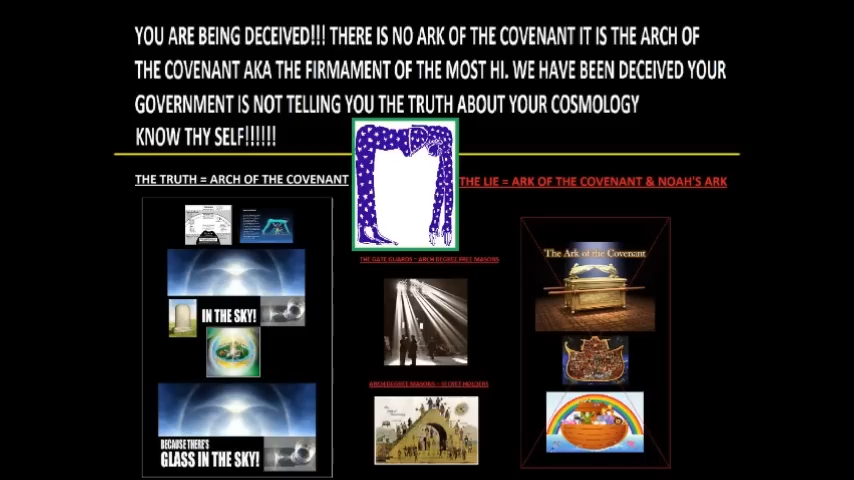 YOU ARE BEING DECEIVED!!! THERE IS NO ARK OF THE COVENANT IT IS THE ARCH OF
THE COVENANT AKA THE FIRMAMENT OF THE MOST HI. WE HAVE BEEN DECEIVED YOUR
GOVERNMENT IS NOT TELLING YOU THE TRUTH ABOUT YOUR COSMOLOGY
KNOW THY SELF!!!!!!
THE TRUTH = ARCH OF THE COVENANT
THE LIE = ARK OF THE COVENANT & NOAH'S ARK
THE GATE GUARDS = ARCH DEGREE FREE MASONS
The Ark of the Covenant
IN THE SKY!
ARCH DEGREE MASONS = SECRET HOLDERS
BECAUSE THERE'S
GLASS IN THE SKY!